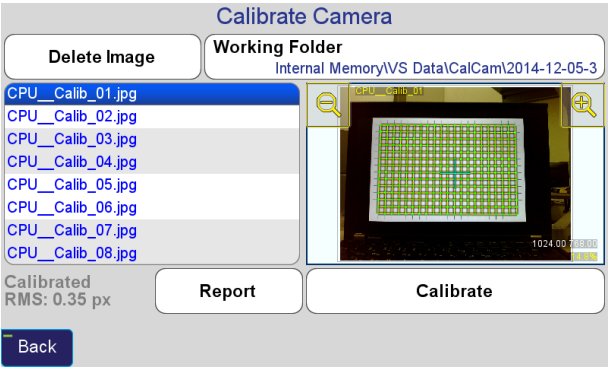 Calibrate Camera
Delete Image
Working Folder
Internal Memory\VS Data\CalCam\2014-12-05-3
CPU__Calib_01.jpg
CPU__Calib_02.jpg
CPU__Calib_03.jpg
CPU__Calib_04.jpg
CPU__Calib_05.jpg
CPU__Calib_06.jpg
CPU__Calib_07.jpg
CPU__Calib_08.jpg
CPU__Calib_01
1024.00 768.00
Calibrated
RMS: 0.35 px
Report
Calibrate
Back